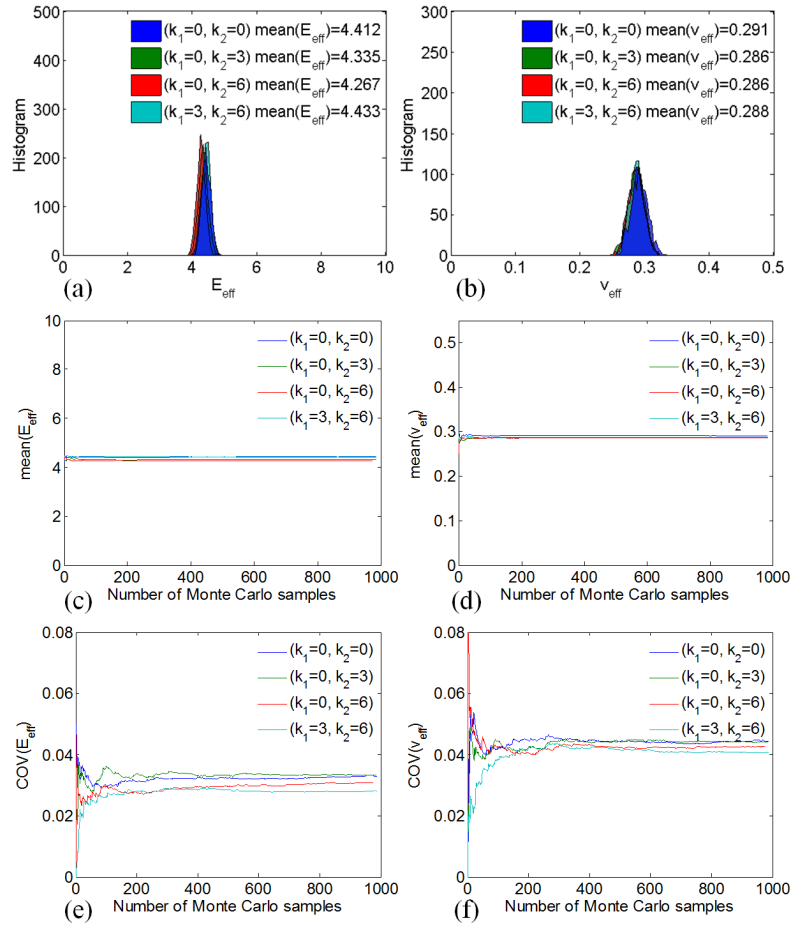 500
400
300
200
100
0
Histogram
(k1=0, k2=0) mean(Eeff)=4.412
(k1=0, k2=3) mean(Eeff)=4.335
(k1=0, k2=6) mean(Eeff)=4.267
(k1=3, k2=6) mean(Eeff)=4.433
0 2 4 6 8 10
Eeff
(a)
300
250
200
150
100
50
0
Histogram
(k1=0, k2=0) mean(veff)=0.291
(k1=0, k2=3) mean(veff)=0.286
(k1=0, k2=6) mean(veff)=0.286
(k1=3, k2=6) mean(veff)=0.288
0 0.1 0.2 0.3 0.4 0.5
veff
(b)
10
8
6
4
2
0
mean(Eeff)
(k1=0, k2=0)
(k1=0, k2=3)
(k1=0, k2=6)
(k1=3, k2=6)
0 200 400 600 800 1000
Number of Monte Carlo samples
(c)
0.5
0.4
0.3
0.2
0.1
0
mean(veff)
(k1=0, k2=0)
(k1=0, k2=3)
(k1=0, k2=6)
(k1=3, k2=6)
0 200 400 600 800 1000
Number of Monte Carlo samples
(d)
0.08
0.06
0.04
0.02
0
COV(Eeff)
(k1=0, k2=0)
(k1=0, k2=3)
(k1=0, k2=6)
(k1=3, k2=6)
0 200 400 600 800 1000
Number of Monte Carlo samples
(e)
0.08
0.06
0.04
0.02
0
COV(veff)
(k1=0, k2=0)
(k1=0, k2=3)
(k1=0, k2=6)
(k1=3, k2=6)
0 200 400 600 800 1000
Number of Monte Carlo samples
(f)